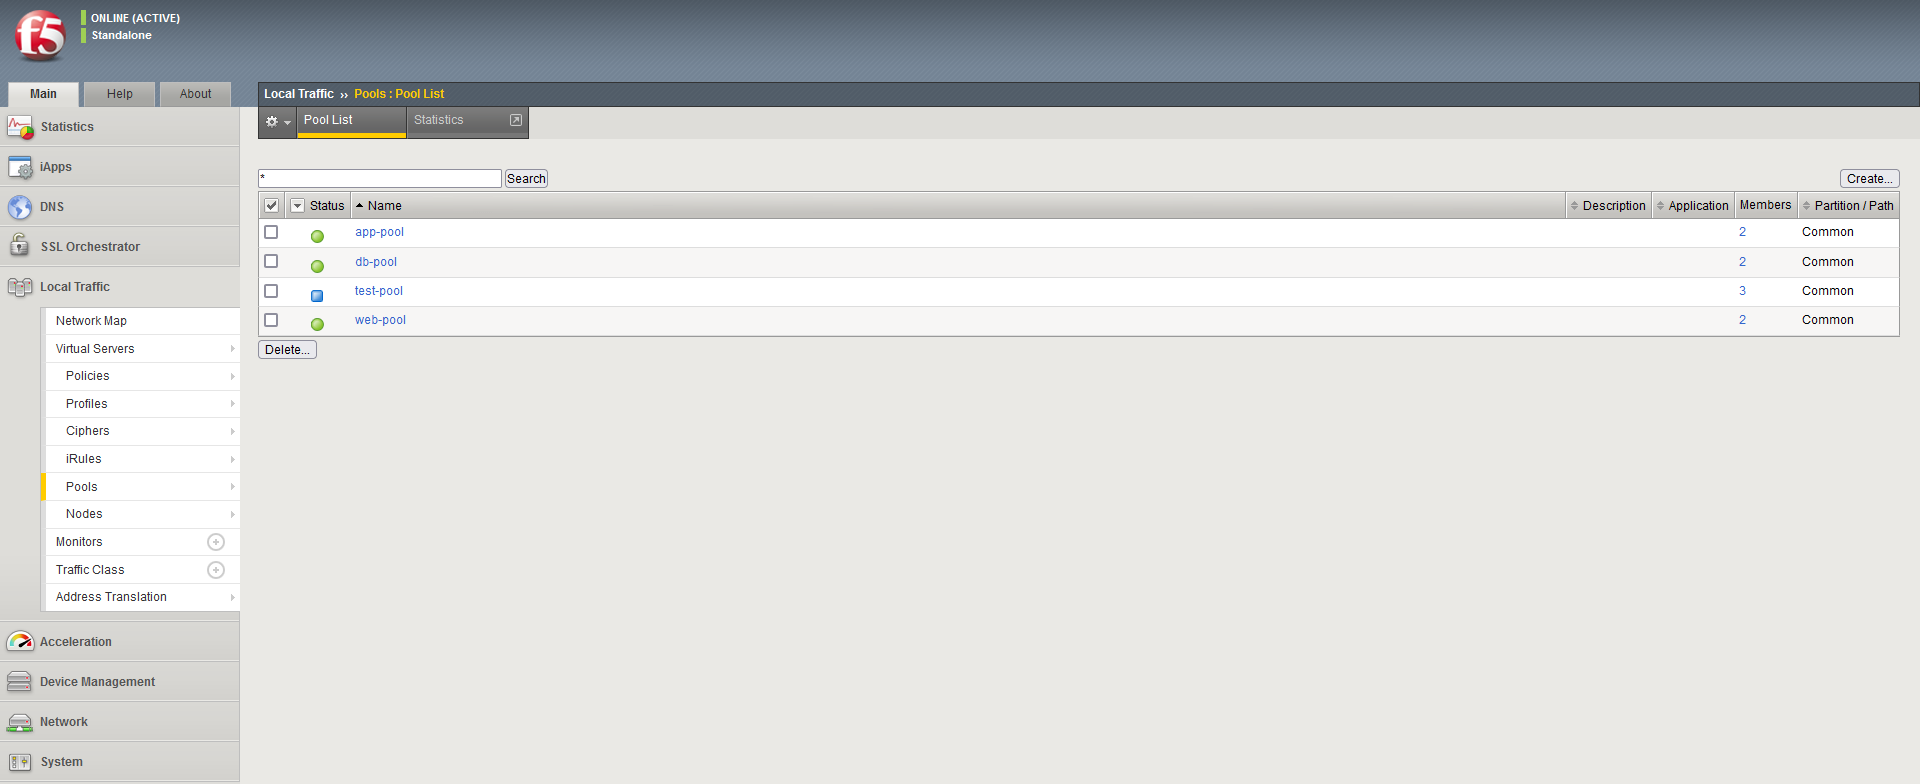 f5
ONLINE (ACTIVE)
Standalone
Main
Help
About
Local Traffic ›› Pools : Pool List
Pool List
Statistics
Statistics
iApps
DNS
SSL Orchestrator
Local Traffic
Network Map
Virtual Servers
Policies
Profiles
Ciphers
iRules
Pools
Nodes
Monitors
Traffic Class
Address Translation
Acceleration
Device Management
Network
System
*
Search
Create...
Status Name Description Application Members Partition / Path
app-pool 2 Common
db-pool 2 Common
test-pool 3 Common
web-pool 2 Common
Delete...